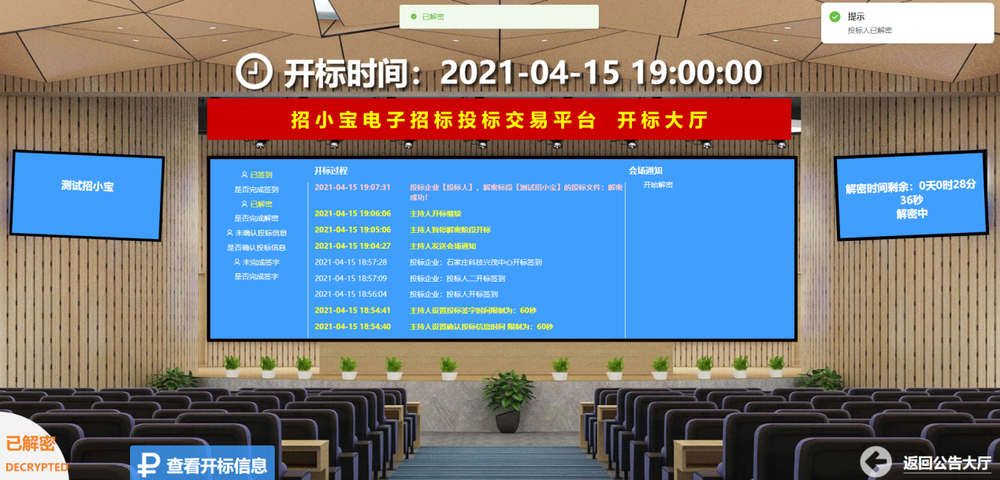 已解密
提示
投标人已解密
开标时间：2021-04-15 19:00:00
招小宝电子招标投标交易平台 开标大厅
测试招小宝
已签到
是否完成签到
已解密
是否完成解密
未确认投标信息
是否确认投标信息
未完成签字
是否完成签字
开标过程
2021-04-15 19:07:31 投标企业【投标人】，解密标段【测试招小宝】的投标文件：解密
成功！
2021-04-15 19:06:06 主持人开标继续
2021-04-15 19:05:06 主持人暂停解密阶段开标
2021-04-15 19:04:27 主持人发送会场通知
2021-04-15 18:57:28 投标企业：石家庄科技兴茂中心开标签到
2021-04-15 18:57:09 投标企业：投标人二开标签到
2021-04-15 18:56:04 投标企业：投标人开标签到
2021-04-15 18:54:41 主持人设置投标签字时间限制为：60秒
2021-04-15 18:54:40 主持人设置确认投标信息时间 限制为：60秒
会场通知
开始解密
解密时间剩余：0天0时28分
36秒
解密中
已解密
DECRYPTED
查看开标信息
返回公告大厅